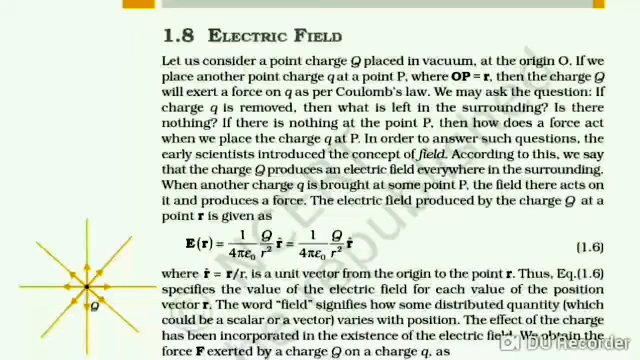 1.8 ELECTRIC FIELD
Let us consider a point charge Q placed in vacuum, at the origin O. If we
place another point charge q at a point P, where OP = r, then the charge Q
will exert a force on q as per Coulomb's law. We may ask the question: If
charge q is removed, then what is left in the surrounding? Is there
nothing? If there is nothing at the point P, then how does a force act
when we place the charge q at P. In order to answer such questions, the
early scientists introduced the concept of field. According to this, we say
that the charge Q produces an electric field everywhere in the surrounding.
When another charge q is brought at some point P, the field there acts on
it and produces a force. The electric field produced by the charge Q at a
point r is given as
E(r) = 1/4πε₀ Q/r² r̂ = 1/4πε₀ Q/r² r̂ (1.6)
where r̂ = r/r, is a unit vector from the origin to the point r. Thus, Eq.(1.6)
specifies the value of the electric field for each value of the position
vector r. The word "field" signifies how some distributed quantity (which
could be a scalar or a vector) varies with position. The effect of the charge
has been incorporated in the existence of the electric field. We obtain the
force F exerted by a charge Q on a charge q, as
Q
© NCERT
republished
DU Recorder